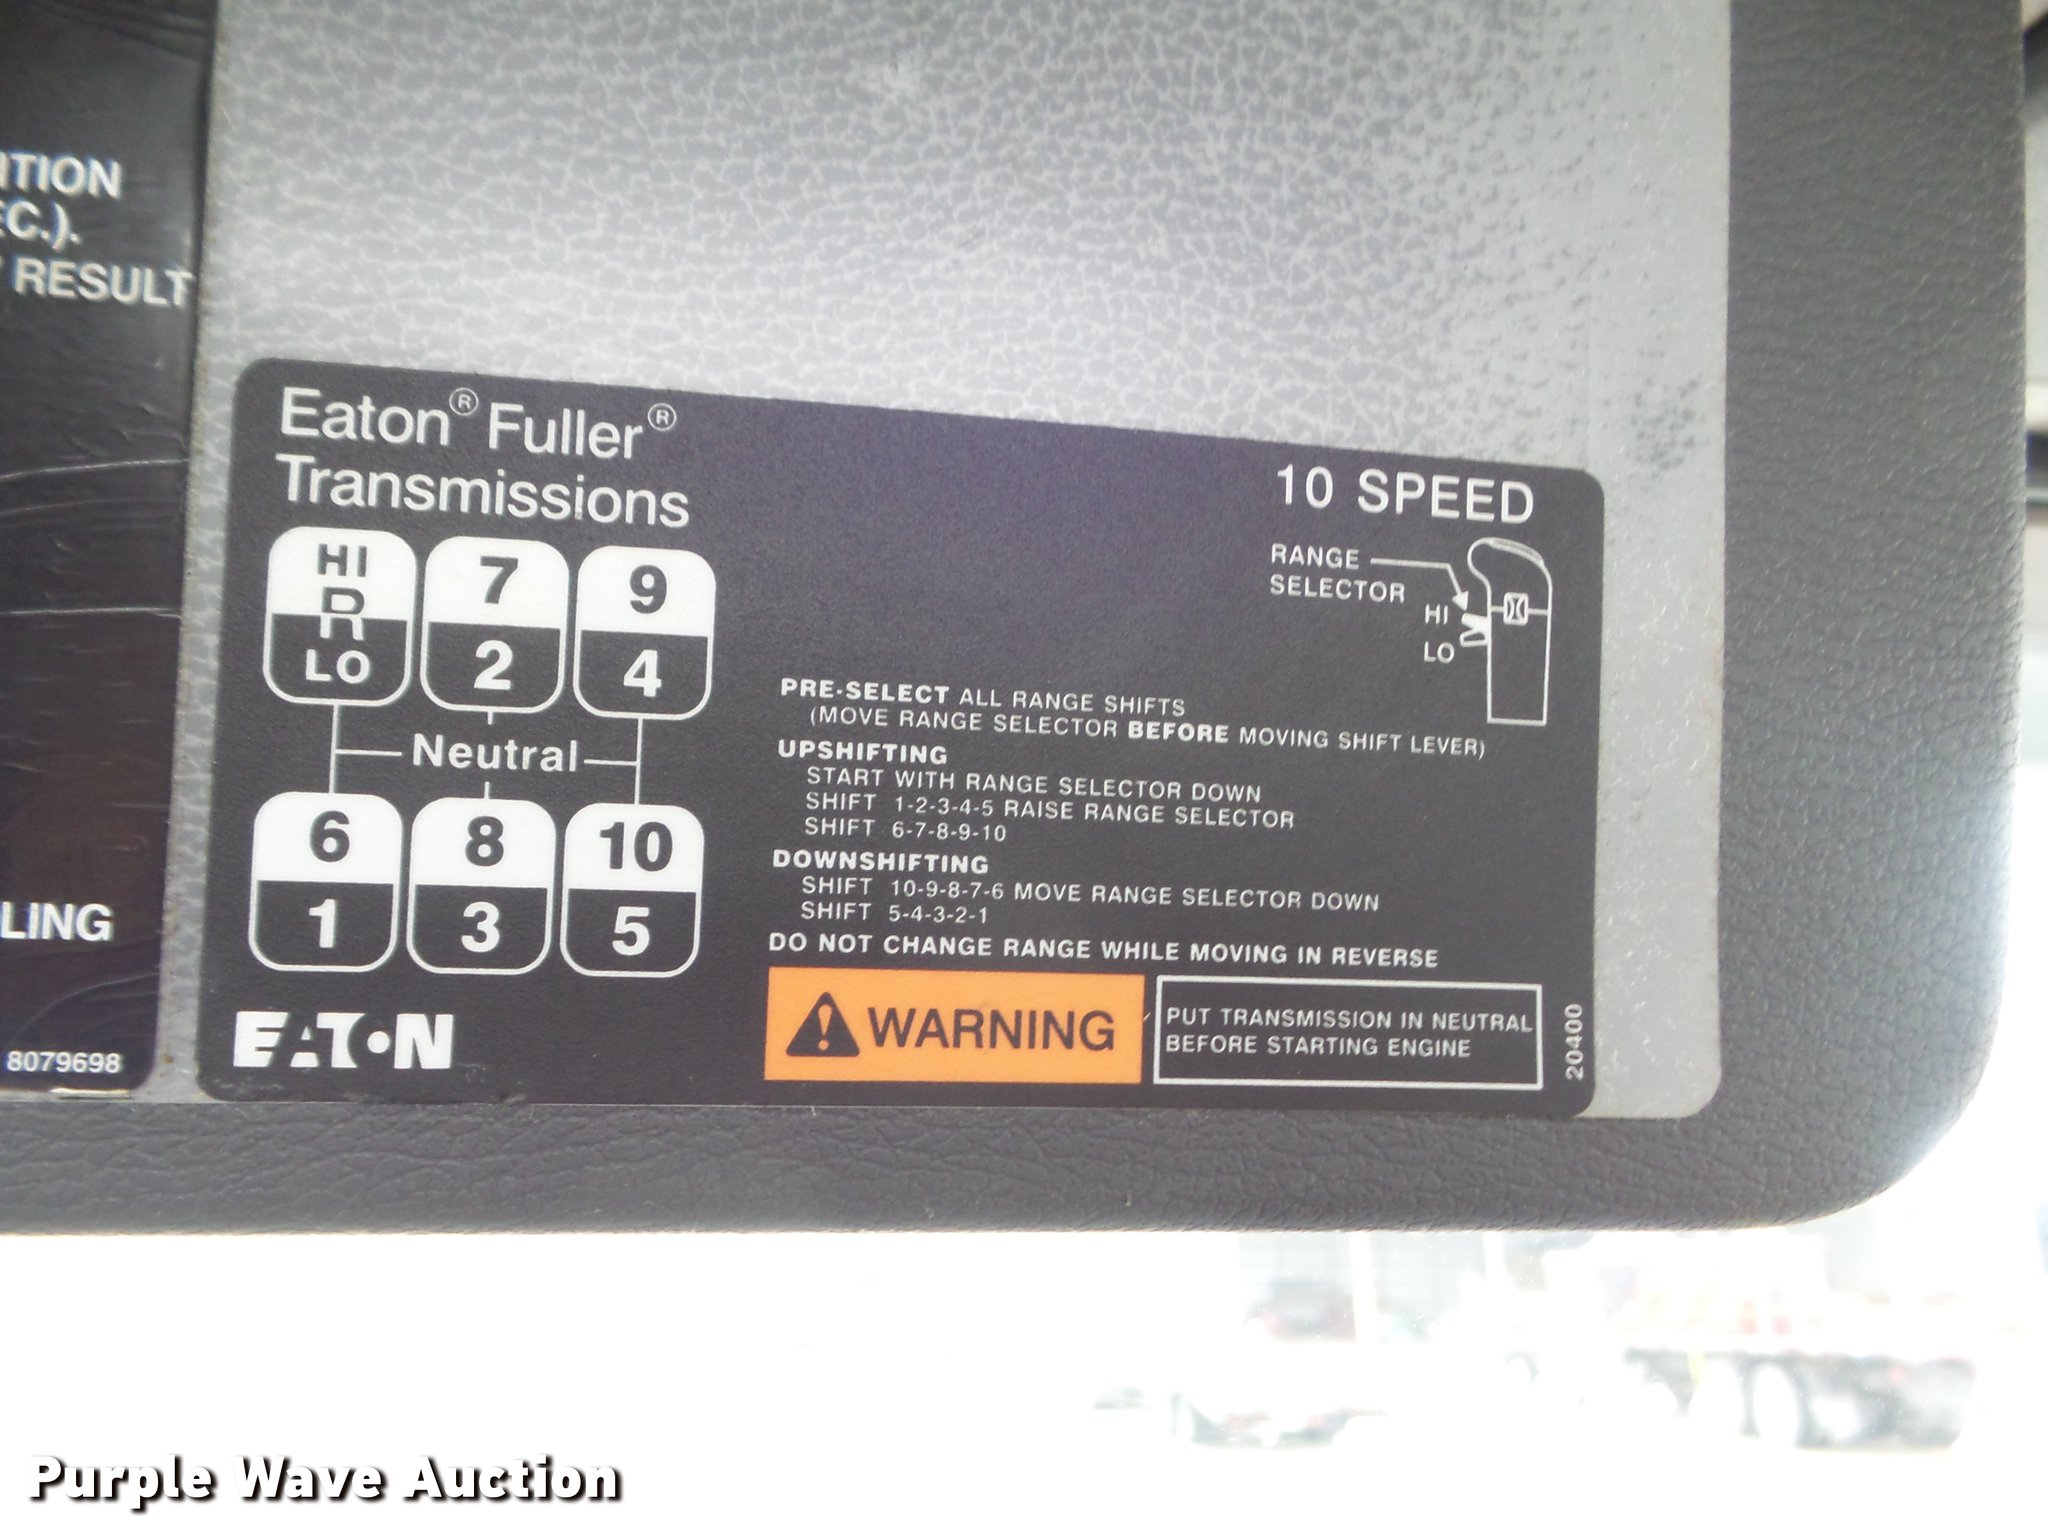 ITION
EC.).
RESULT
LING
8079698
Eaton® Fuller®
Transmissions
10 SPEED
HI
R
LO
7
2
9
4
Neutral
6
1
8
3
10
5
EATON
RANGE
SELECTOR
HI
LO
PRE-SELECT ALL RANGE SHIFTS
(MOVE RANGE SELECTOR BEFORE MOVING SHIFT LEVER)
UPSHIFTING
START WITH RANGE SELECTOR DOWN
SHIFT 1-2-3-4-5 RAISE RANGE SELECTOR
SHIFT 6-7-8-9-10
DOWNSHIFTING
SHIFT 10-9-8-7-6 MOVE RANGE SELECTOR DOWN
SHIFT 5-4-3-2-1
DO NOT CHANGE RANGE WHILE MOVING IN REVERSE
WARNING
PUT TRANSMISSION IN NEUTRAL
BEFORE STARTING ENGINE
20400
Purple Wave Auction